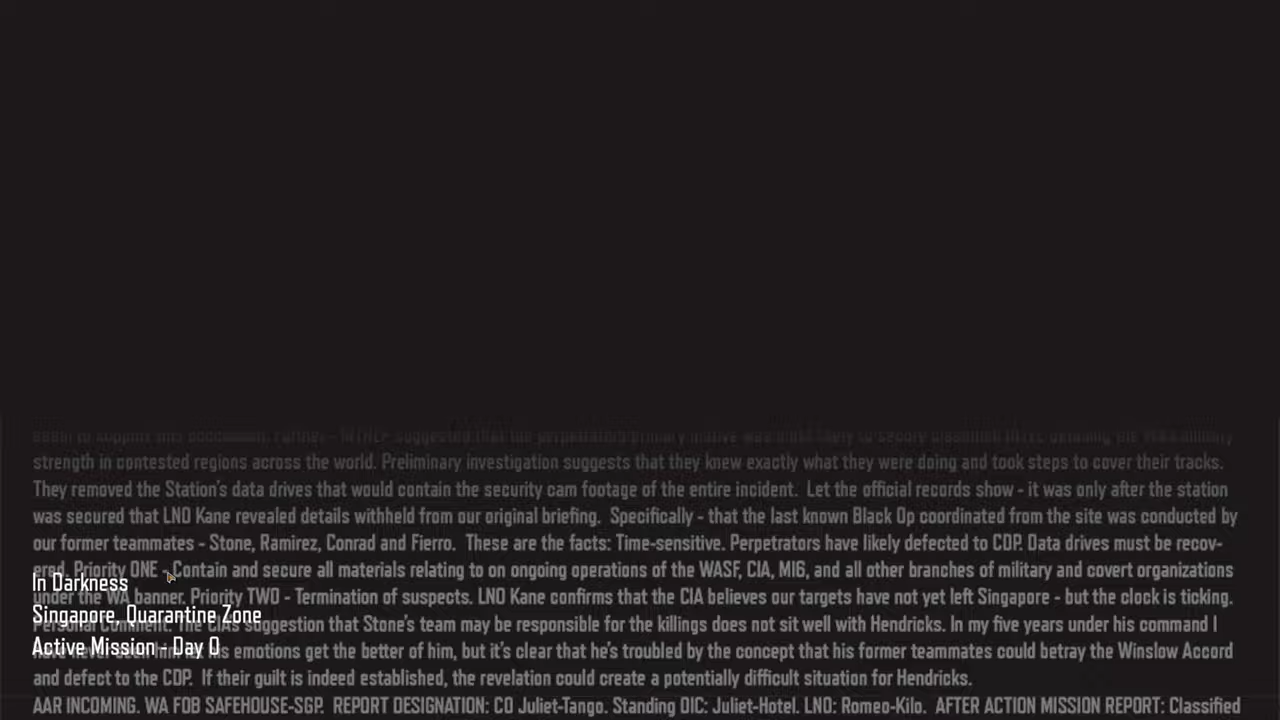 strength in contested regions across the world. Preliminary investigation suggests that they knew exactly what they were doing and took steps to cover their tracks.
They removed the Station's data drives that would contain the security cam footage of the entire incident. Let the official records show - it was only after the station
was secured that LNO Kane revealed details withheld from our original briefing. Specifically - that the last known Black Op coordinated from the site was conducted by
our former teammates - Stone, Ramirez, Conrad and Fierro. These are the facts: Time-sensitive. Perpetrators have likely defected to CDP. Data drives must be recov-
ered. Priority ONE - Contain and secure all materials relating to on ongoing operations of the WASF, CIA, MI6, and all other branches of military and covert organizations
In Darkness
under the WA banner. Priority TWO - Termination of suspects. LNO Kane confirms that the CIA believes our targets have not yet left Singapore - but the clock is ticking.
Singapore, Quarantine Zone
Personal Comment: The CIAs suggestion that Stone's team may be responsible for the killings does not sit well with Hendricks. In my five years under his command I
Active Mission - Day 0
emotions get the better of him, but it's clear that he's troubled by the concept that his former teammates could betray the Winslow Accord
and defect to the CDP. If their guilt is indeed established, the revelation could create a potentially difficult situation for Hendricks.
AAR INCOMING. WA FOB SAFEHOUSE-SGP. REPORT DESIGNATION: CO Juliet-Tango. Standing OIC: Juliet-Hotel. LNO: Romeo-Kilo. AFTER ACTION MISSION REPORT: Classified